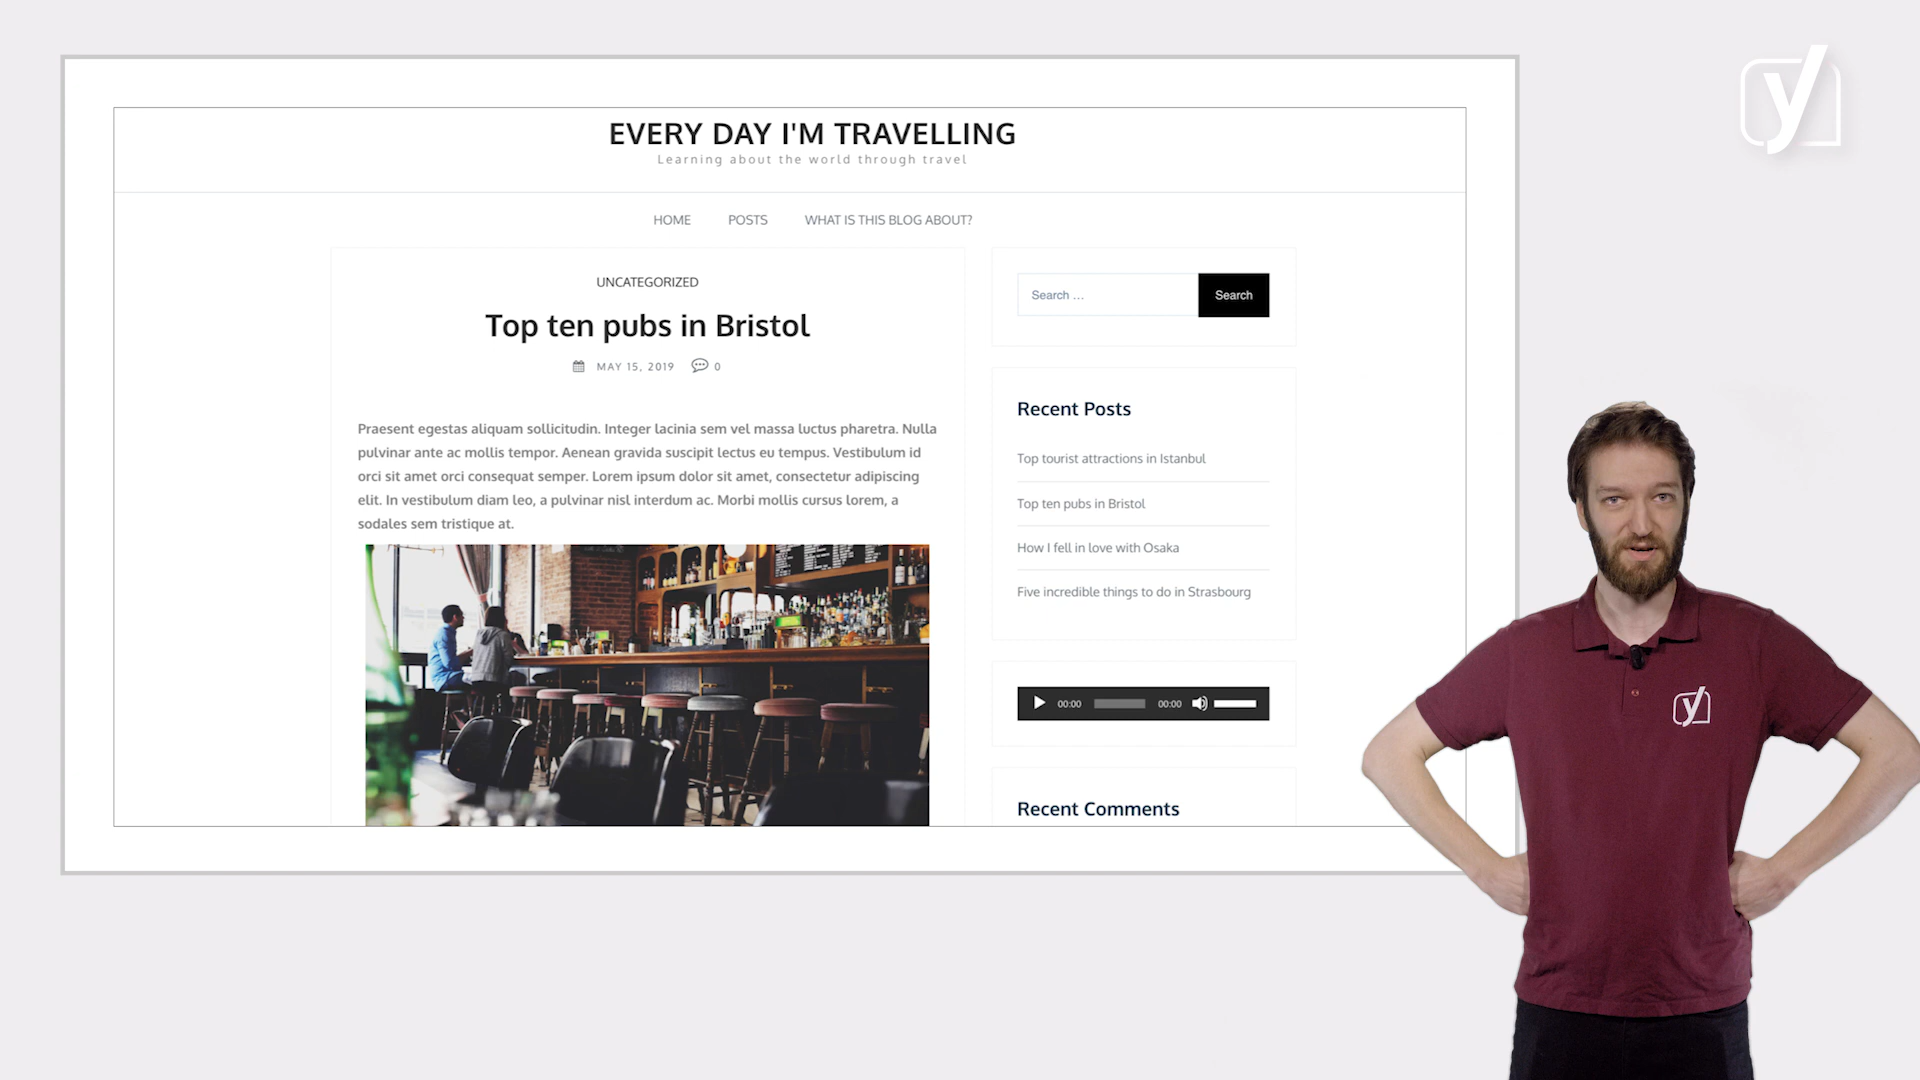 EVERY DAY I'M TRAVELLING
Learning about the world through travel
HOME POSTS WHAT IS THIS BLOG ABOUT?
UNCATEGORIZED
Top ten pubs in Bristol
MAY 15, 2019 0
Praesent egestas aliquam sollicitudin. Integer lacinia sem vel massa luctus pharetra. Nulla
pulvinar ante ac mollis tempor. Aenean gravida suscipit lectus eu tempus. Vestibulum id
orci sit amet orci consequat semper. Lorem ipsum dolor sit amet, consectetur adipiscing
elit. In vestibulum diam leo, a pulvinar nisl interdum ac. Morbi mollis cursus lorem, a
sodales sem tristique at.
Search ... Search
Recent Posts
Top tourist attractions in Istanbul
Top ten pubs in Bristol
How I fell in love with Osaka
Five incredible things to do in Strasbourg
00:00 00:00
Recent Comments
y
y